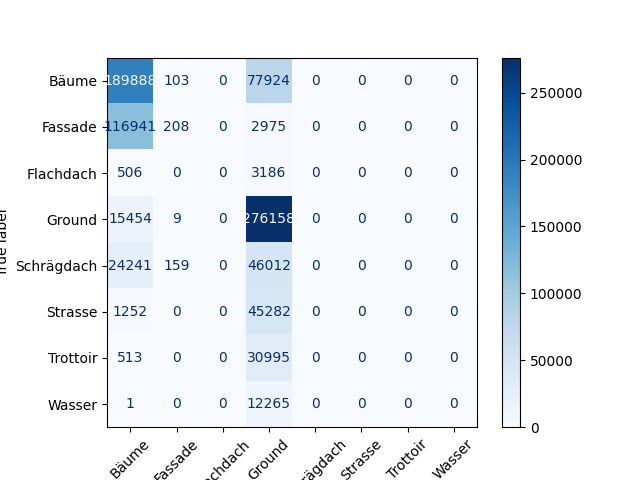 Bäume 189888 103 0 77924 0 0 0 0
Fassade 116941 208 0 2975 0 0 0 0
Flachdach 506 0 0 3186 0 0 0 0
Ground 15454 9 0 276158 0 0 0 0
Schrägdach 24241 159 0 46012 0 0 0 0
Strasse 1252 0 0 45282 0 0 0 0
Trottoir 513 0 0 30995 0 0 0 0
Wasser 1 0 0 12265 0 0 0 0
Bäume Fassade chdach Ground rägdach Strasse Trottoir Wasser
True label
250000
200000
150000
100000
50000
0